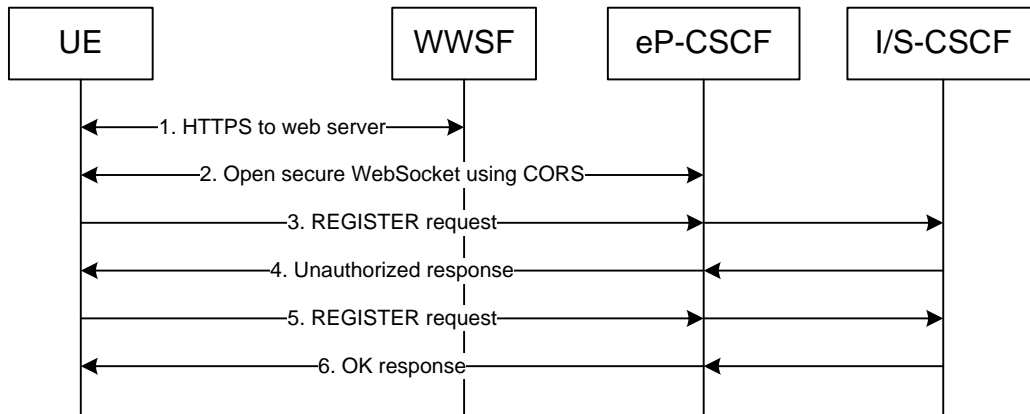 UE
WWSF
eP-CSCF
I/S-CSCF
1. HTTPS to web server
2. Open secure WebSocket using CORS
3. REGISTER request
4. Unauthorized response
5. REGISTER request
6. OK response